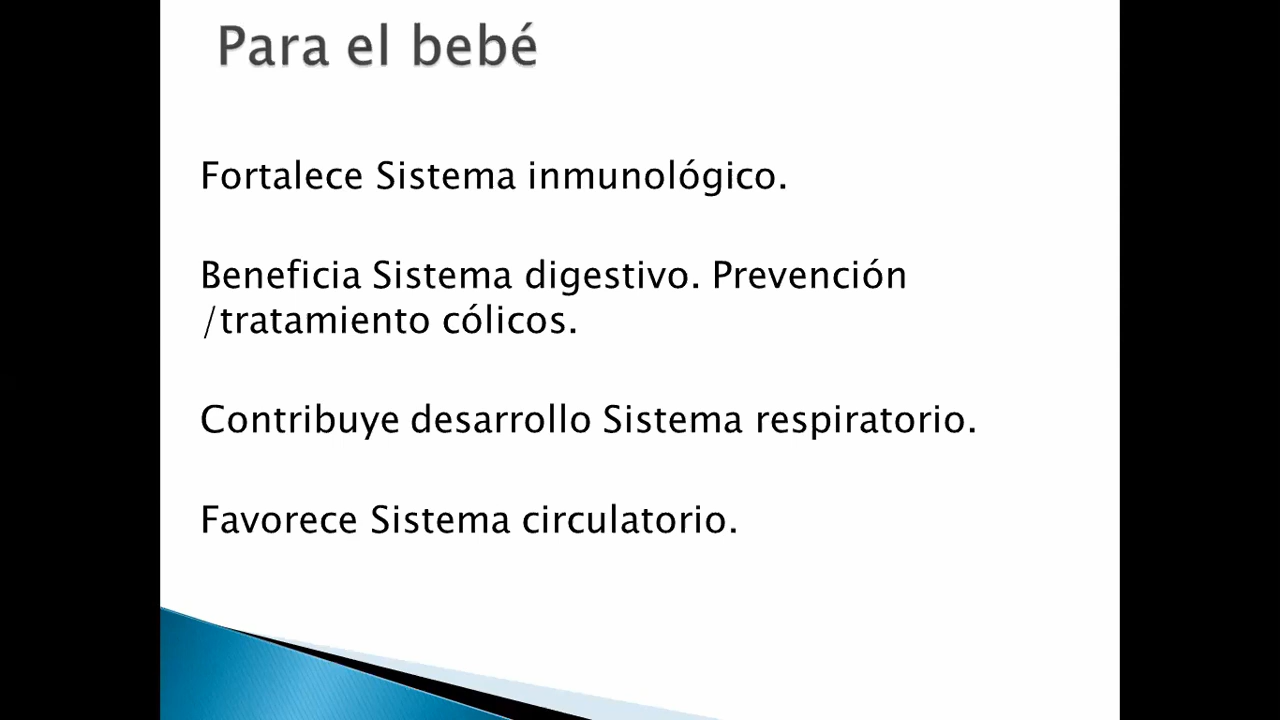 Para el bebé
Fortalece Sistema inmunológico.
Beneficia Sistema digestivo. Prevención
/tratamiento cólicos.
Contribuye desarrollo Sistema respiratorio.
Favorece Sistema circulatorio.